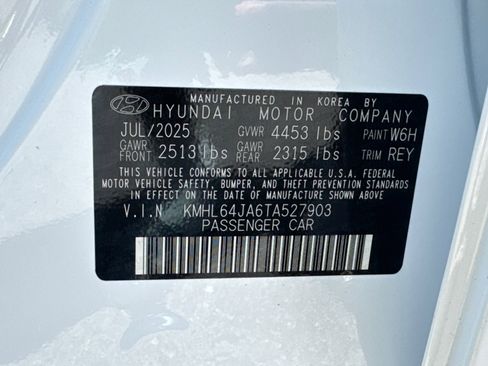 MANUFACTURED IN KOREA BY
HYUNDAI MOTOR COMPANY
JUL/2025 GVWR 4453 lbs PAINT W6H
GAWR FRONT 2513 lbs GAWR REAR 2315 lbs TRIM REY
THIS VEHICLE CONFORMS TO ALL APPLICABLE U.S.A. FEDERAL
MOTOR VEHICLE SAFETY, BUMPER, AND THEFT PREVENTION
STANDARDS IN EFFECT ON THE DATE OF MANUFACTURE SHOWN ABOVE.
V.I.N KMHL64JA6TA527903
PASSENGER CAR